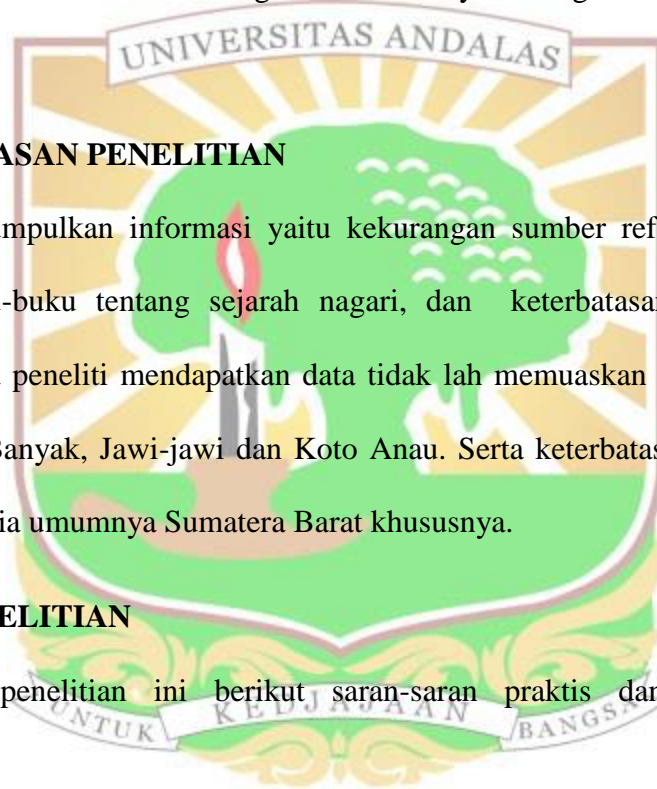 UNIVERSITAS ANDALAS
ASAN PENELITIAN
mpulkan informasi yaitu kekurangan sumber ref
-buku tentang sejarah nagari, dan keterbatasan
peneliti mendapatkan data tidak lah memuaskan
Banyak, Jawi-jawi dan Koto Anau. Serta keterbatas
ia umumnya Sumatera Barat khususnya.
ELITIAN
penelitian ini berikut saran-saran praktis dan
UNTUK KEDJAJAAN BANGSA